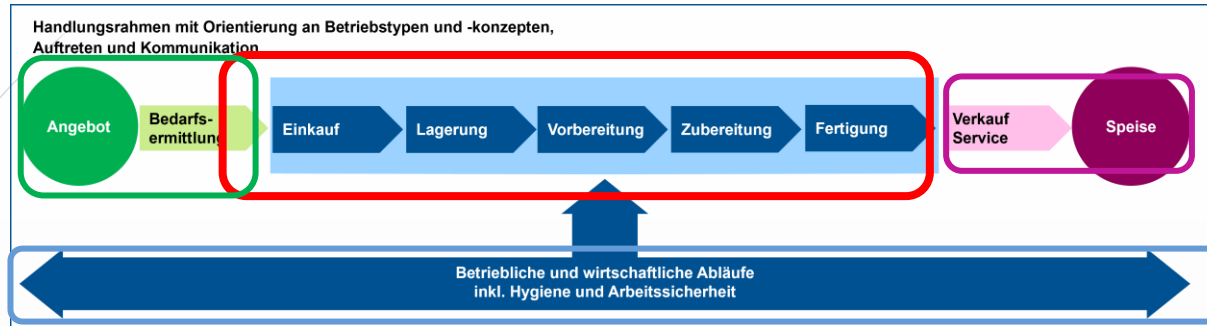 Handlungsrahmen mit Orientierung an Betriebstypen und -konzepten,
Auftreten und Kommunikation
Angebot
Bedarfs-
ermittlung
Einkauf
Lagerung
Vorbereitung
Zubereitung
Fertigung
Verkauf
Service
Speise
Betriebliche und wirtschaftliche Abläufe
inkl. Hygiene und Arbeitssicherheit